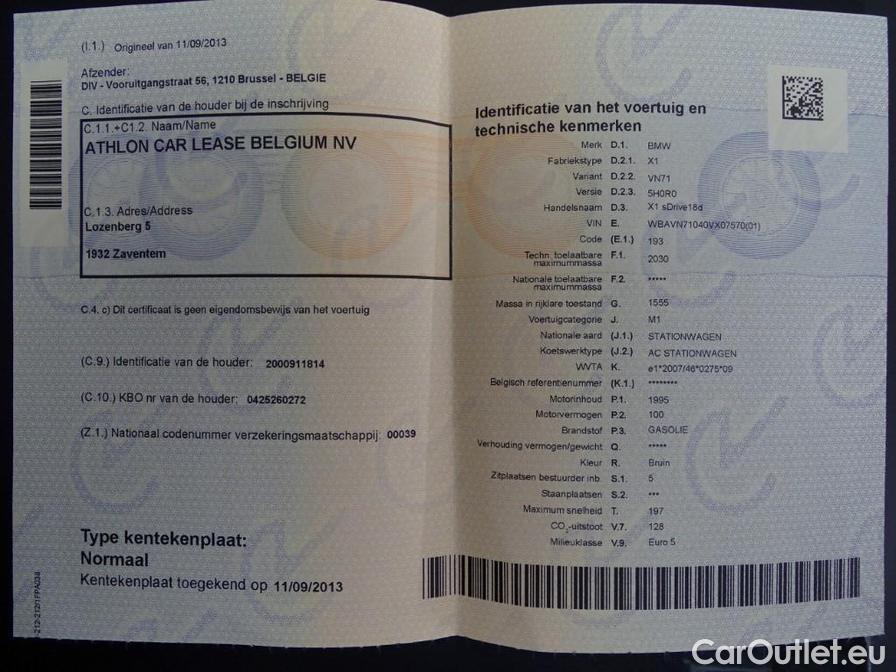 (I.1.) Origineel van 11/09/2013
Afzender:
DIV - Vooruitgangstraat 56, 1210 Brussel - BELGIE
C. Identificatie van de houder bij de inschrijving
C.1.1.+C1.2. Naam/Name
ATHLON CAR LEASE BELGIUM NV
C.1.3. Adres/Address
Lozenberg 5
1932 Zaventem
C.4. c) Dit certificaat is geen eigendomsbewijs van het voertuig
(C.9.) Identificatie van de houder: 2000911814
(C.10.) KBO nr van de houder: 0425260272
(Z.1.) Nationaal codenummer verzekeringsmaatschappij: 00039
Type kentekenplaat:
Normaal
Kentekenplaat toegekend op 11/09/2013
Identificatie van het voertuig en
technische kenmerken
Merk D.1. BMW
Fabriekstype D.2.1. X1
Variant D.2.2. VN71
Versie D.2.3. 5H0R0
Handelsnaam D.3. X1 sDrive18d
VIN E. WBAVN71040VX07570(01)
Code (E.1.) 193
Techn. toelaatbare
maximummassa F.1. 2030
Nationale toelaatbare
maximummassa F.2. *****
Massa in rijklare toestand G. 1555
Voertuigcategorie J. M1
Nationale aard (J.1.) STATIONWAGEN
Koetswerktype (J.2.) AC STATIONWAGEN
WVTA K. e1*2007/46*0275*09
Belgisch referentienummer (K.1.) ********
Motorinhoud P.1. 1995
Motorvermogen P.2. 100
Brandstof P.3. GASOLIE
Verhouding vermogen/gewicht Q. *****
Kleur R. Bruin
Zitplaatsen bestuurder inb. S.1. 5
Staanplaatsen S.2. ***
Maximum snelheid T. 197
CO2-uitstoot V.7. 128
Milieuklasse V.9. Euro 5
CarOutlet.eu